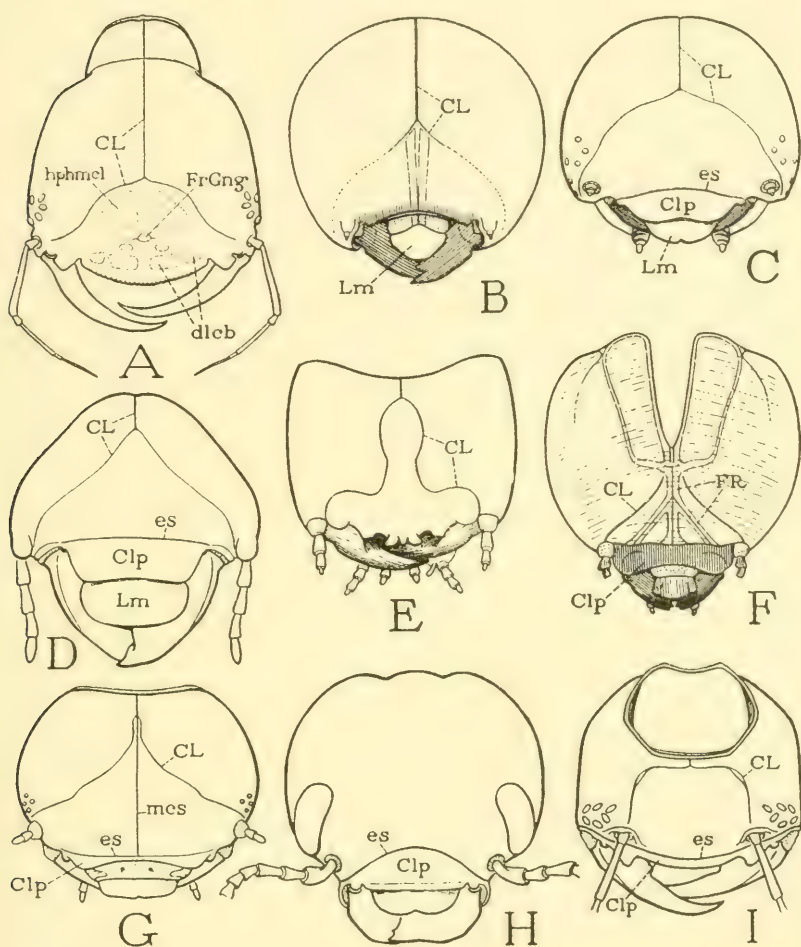 CL
hphmcl
FrGng
dlcb
A
CL
Lm
B
CL
es
Clp
Lm
C
CL
es
Clp
Lm
D
CL
E
CL
FR
Clp
F
CL
mcs
es
Clp
G
es
Clp
H
CL
es
Clp
I